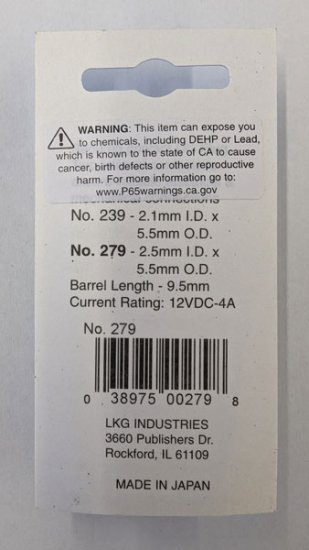 WARNING: This item can expose you
to chemicals, including DEHP or Lead,
which is known to the state of CA to cause
cancer, birth defects or other reproductive
harm. For more information go to:
www.P65warnings.ca.gov
mechanical connections
No. 239 - 2.1mm I.D. x
5.5mm O.D.
No. 279 - 2.5mm I.D. x
5.5mm O.D.
Barrel Length - 9.5mm
Current Rating: 12VDC-4A
No. 279
0 38975 00279 8
LKG INDUSTRIES
3660 Publishers Dr.
Rockford, IL 61109
MADE IN JAPAN